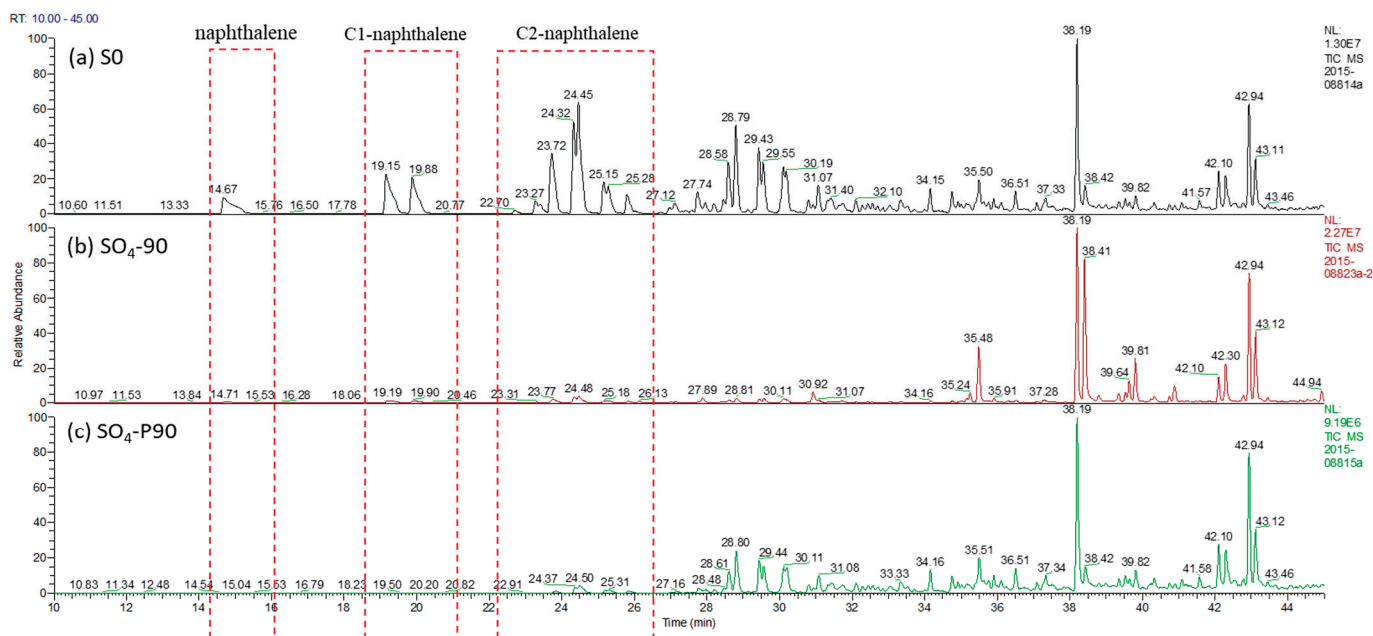 RT: 10.00 - 45.00
naphthalene C1-naphthalene C2-naphthalene
(a) S0
NL:
1.30E7
TIC MS
2015-
08814a
100
80
60
40
20
0
10.60 11.51 13.33 14.67 15.76 16.50 17.78 19.15 19.88 20.77 22.70 23.27 23.72 24.32 24.45 25.15 25.28 27.12 27.74 28.58 28.79 29.43 29.55 30.19 31.07 31.40 32.10 34.15 35.50 36.51 37.33 38.19 38.42 39.82 41.57 42.10 42.94 43.11 43.46
(b) SO4-90
NL:
2.27E7
TIC MS
2015-
08823a-2
100
80
60
40
20
0
10.97 11.53 13.84 14.71 15.53 16.28 18.06 19.19 19.90 20.46 23.31 23.77 24.48 25.18 26.13 27.89 28.81 30.11 30.92 31.07 34.16 35.24 35.48 35.91 37.28 38.19 38.41 39.64 39.81 42.10 42.30 42.94 43.12 44.94
Relative Abundance
(c) SO4-P90
NL:
9.19E6
TIC MS
2015-
08815a
100
80
60
40
20
0
10.83 11.34 12.48 14.54 15.04 15.53 16.79 18.23 19.50 20.20 20.82 22.91 24.37 24.50 25.31 27.16 28.48 28.61 28.80 29.44 30.11 31.08 33.33 34.16 35.51 36.51 37.34 38.19 38.42 39.82 41.58 42.10 42.94 43.12 43.46
10 12 14 16 18 20 22 24 26 28 30 32 34 36 38 40 42 44
Time (min)